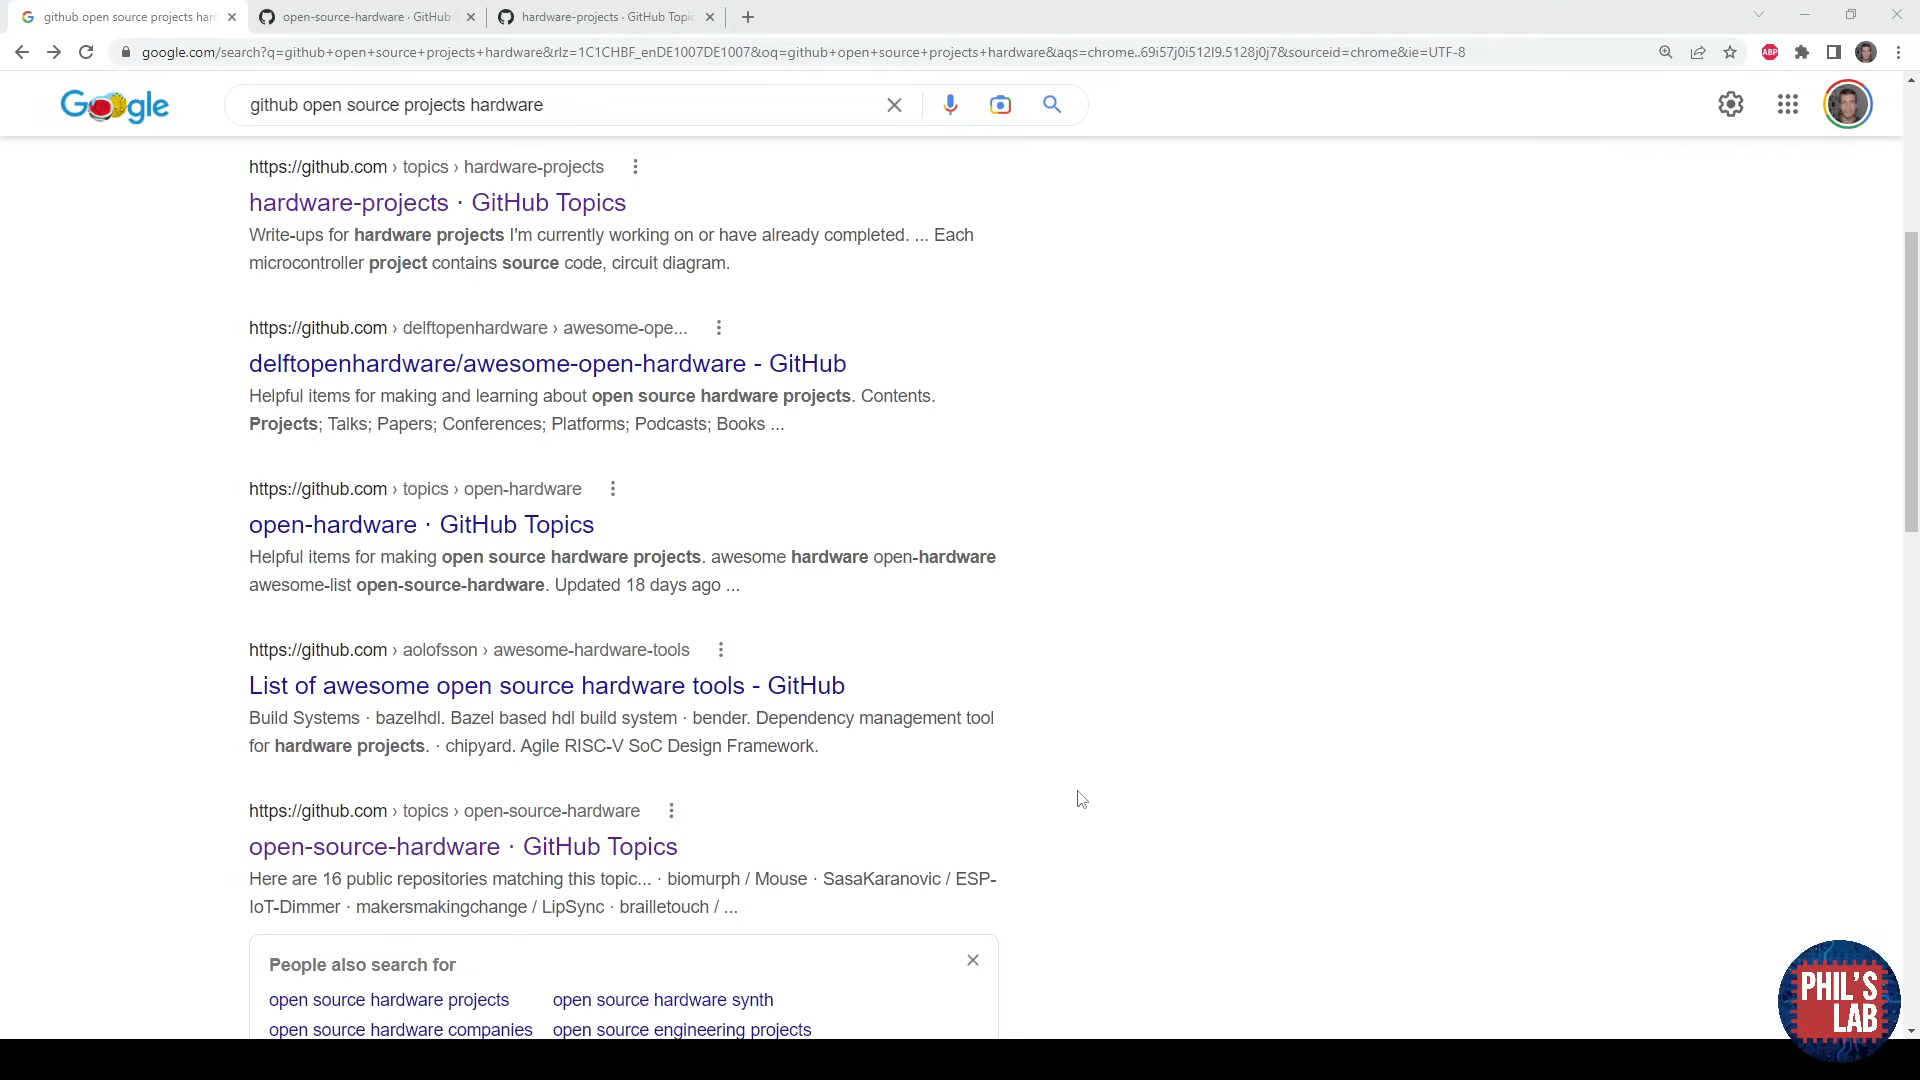 github open source projects har
open-source-hardware · GitHub
hardware-projects · GitHub Topic
google.com/search?q=github+open+source+projects+hardware&rlz=1C1CHBF_enDE1007DE1007&oq=github+open+source+projects+hardware&aqs=chrome..69i57j0i512l9.5128j0j7&sourceid=chrome&ie=UTF-8
ABP
Google
github open source projects hardware
https://github.com › topics › hardware-projects
hardware-projects · GitHub Topics
Write-ups for hardware projects I'm currently working on or have already completed. ... Each
microcontroller project contains source code, circuit diagram.
https://github.com › delftopenhardware › awesome-ope...
delftopenhardware/awesome-open-hardware - GitHub
Helpful items for making and learning about open source hardware projects. Contents.
Projects; Talks; Papers; Conferences; Platforms; Podcasts; Books ...
https://github.com › topics › open-hardware
open-hardware · GitHub Topics
Helpful items for making open source hardware projects. awesome hardware open-hardware
awesome-list open-source-hardware. Updated 18 days ago ...
https://github.com › aolofsson › awesome-hardware-tools
List of awesome open source hardware tools - GitHub
Build Systems · bazelhdl. Bazel based hdl build system · bender. Dependency management tool
for hardware projects. · chipyard. Agile RISC-V SoC Design Framework.
https://github.com › topics › open-source-hardware
open-source-hardware · GitHub Topics
Here are 16 public repositories matching this topic... · biomurph / Mouse · SasaKaranovic / ESP-
IoT-Dimmer · makersmakingchange / LipSync · brailletouch / ...
People also search for
open source hardware projects
open source hardware synth
open source hardware companies
open source engineering projects
PHIL'S
LAB